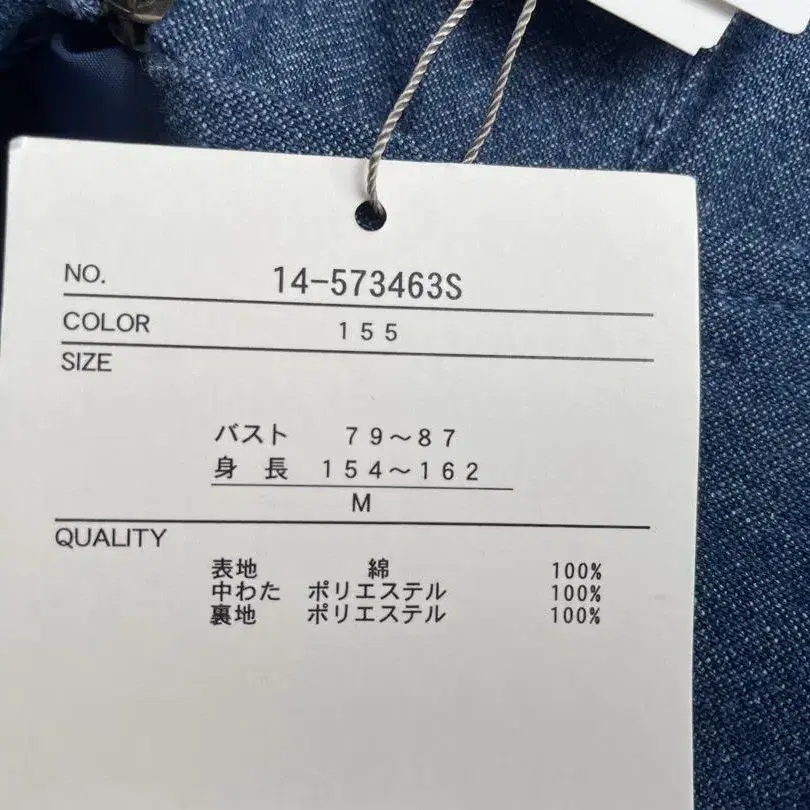 NO. 14-573463S
COLOR 155
SIZE
バスト 79～87
身 長 154～162
M
QUALITY
表地 綿 100%
中わた ポリエステル 100%
裏地 ポリエステル 100%